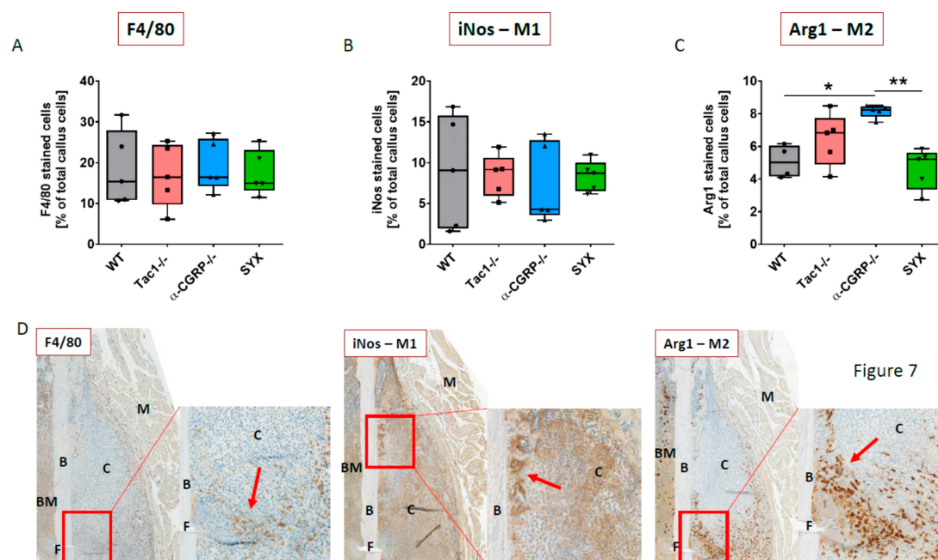 F4/80
iNos – M1
Arg1 – M2
A
B
C
F4/80 stained cells
[% of total callus cells]
40
30
20
10
0
WT
Tac1-/-
α-CGRP-/-
SYX
iNos stained cells
[% of total callus cells]
20
15
10
5
0
WT
Tac1-/-
α-CGRP-/-
SYX
Arg1 stained cells
[% of total callus cells]
10
8
6
4
2
0
*
**
WT
Tac1-/-
α-CGRP-/-
SYX
D
F4/80
M
C
B
C
B
BM
F
F
iNos – M1
M
C
BM
C
B
B
F
Arg1 – M2
Figure 7
M
C
B
C
B
BM
F
F